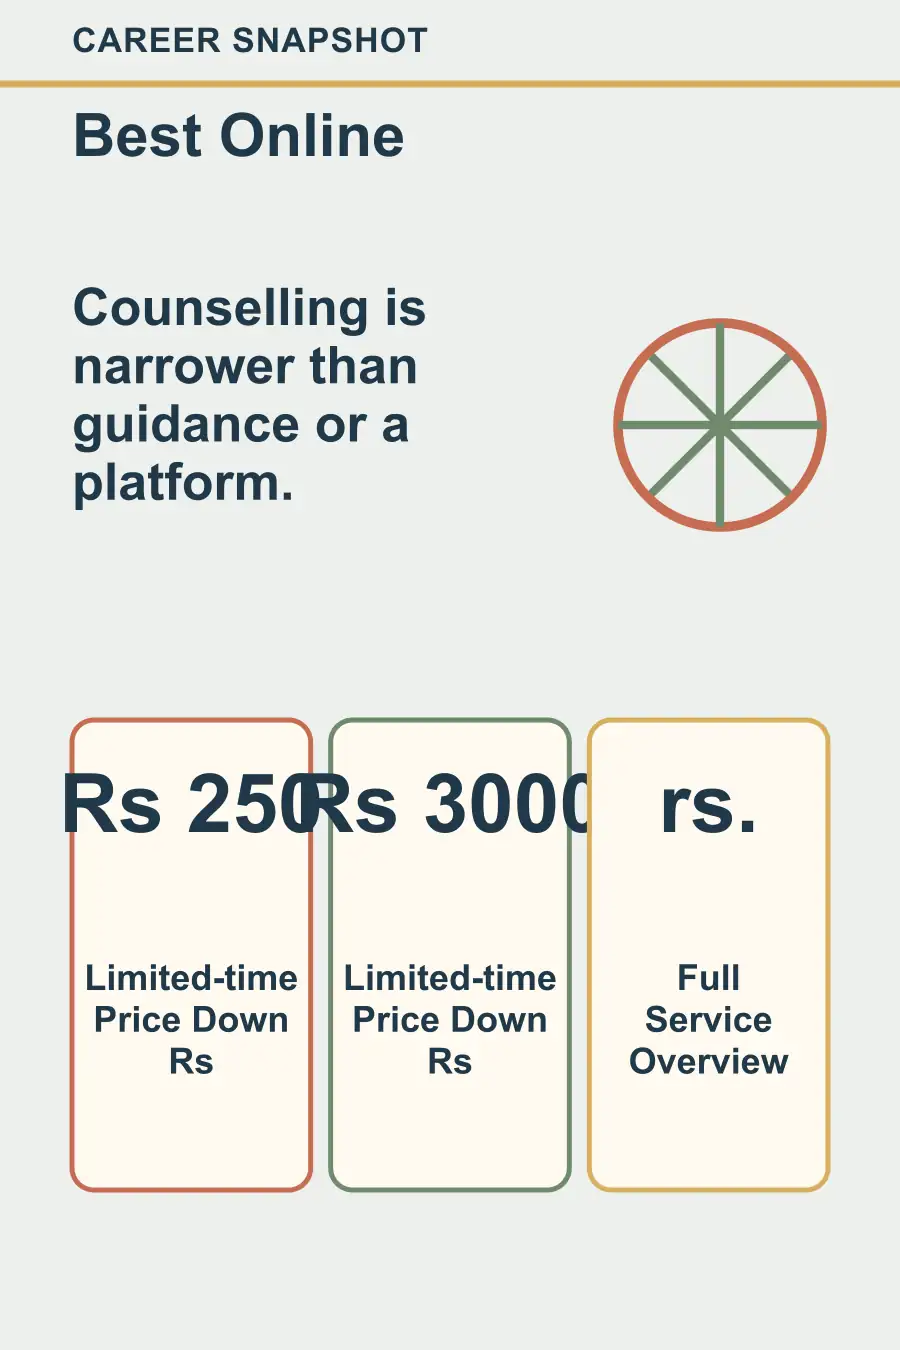 CAREER SNAPSHOT
Best Online
Counselling is
narrower than
guidance or a
platform.
Rs 250
Rs 3000
rs.
Limited-time
Price Down
Rs
Limited-time
Price Down
Rs
Full
Service
Overview